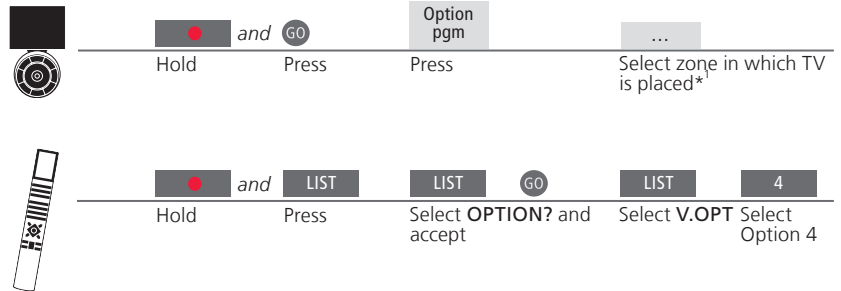 Option
pgm
and GO
...
Hold Press Press Select zone in which TV
is placed*1
and LIST LIST GO LIST 4
Hold Press Select OPTION? and Select V.OPT Select
accept Option 4